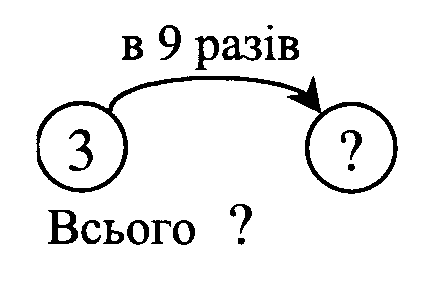 в 9 разів
3 ?
Всього ?